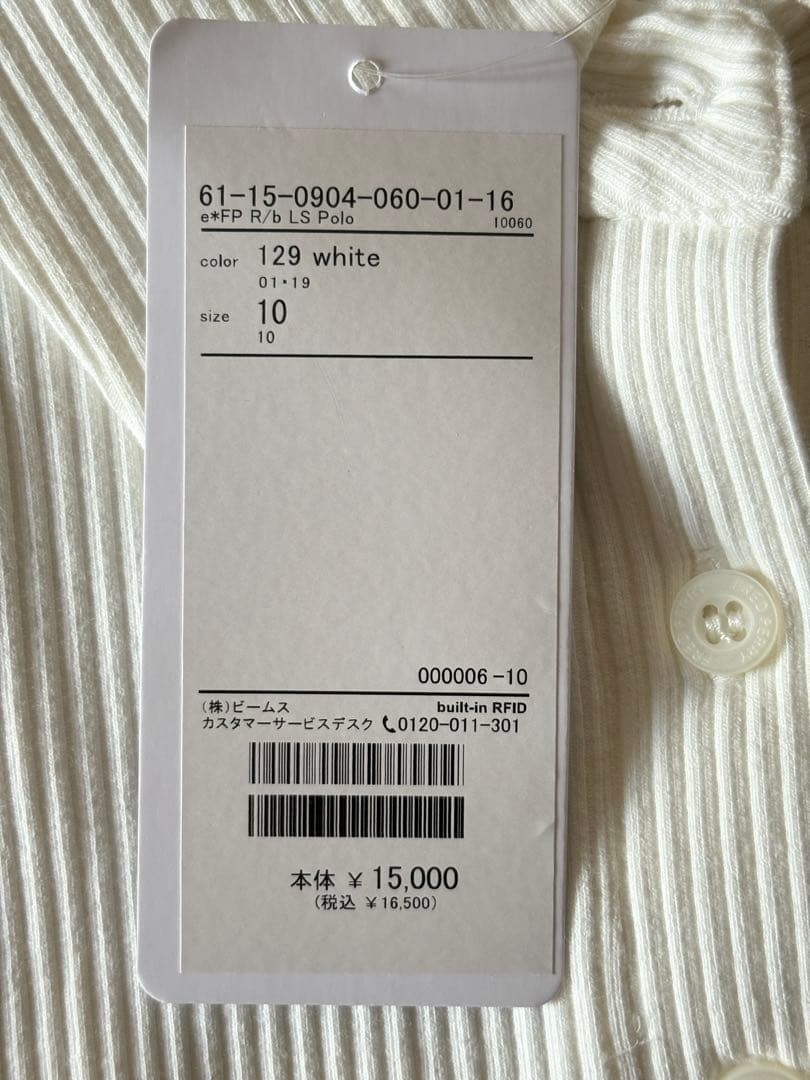 61-15-0904-060-01-16
e*FP R/b LS Polo 10060
color 129 white
01・19
size 10
10
000006-10
(株)ビームス built-in RFID
カスタマーサービスデスク 0120-011-301
本体 ¥ 15,000
(税込 ¥16,500)